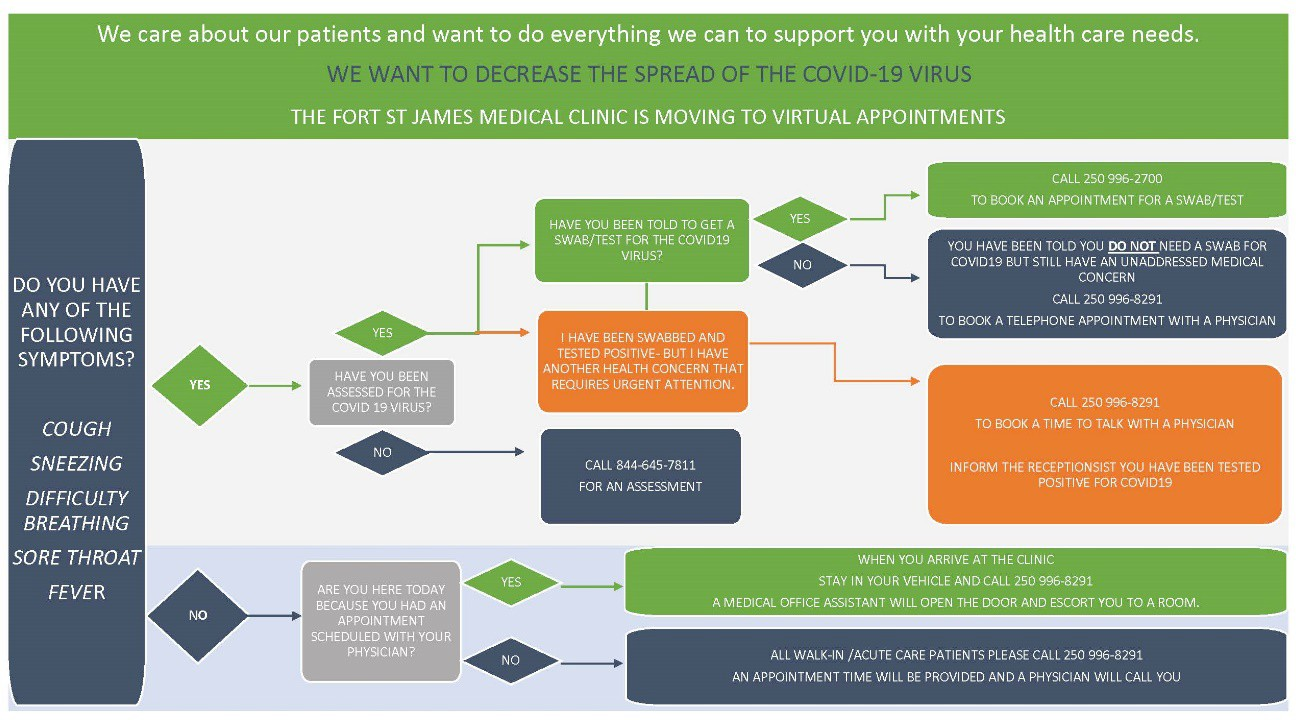 We care about our patients and want to do everything we can to support you with your health care needs.
WE WANT TO DECREASE THE SPREAD OF THE COVID-19 VIRUS
THE FORT ST JAMES MEDICAL CLINIC IS MOVING TO VIRTUAL APPOINTMENTS
DO YOU HAVE
ANY OF THE
FOLLOWING
SYMPTOMS?
COUGH
SNEEZING
DIFFICULTY
BREATHING
SORE THROAT
FEVER
YES
HAVE YOU BEEN
ASSESSED FOR THE
COVID 19 VIRUS?
YES
HAVE YOU BEEN TOLD TO GET A
SWAB/TEST FOR THE COVID19
VIRUS?
YES
CALL 250 996-2700
TO BOOK AN APPOINTMENT FOR A SWAB/TEST
NO
YOU HAVE BEEN TOLD YOU DO NOT NEED A SWAB FOR
COVID19 BUT STILL HAVE AN UNADDRESSED MEDICAL
CONCERN
CALL 250 996-8291
TO BOOK A TELEPHONE APPOINTMENT WITH A PHYSICIAN
I HAVE BEEN SWABBED AND
TESTED POSITIVE- BUT I HAVE
ANOTHER HEALTH CONCERN THAT
REQUIRES URGENT ATTENTION.
CALL 250 996-8291
TO BOOK A TIME TO TALK WITH A PHYSICIAN
INFORM THE RECEPTIONSIST YOU HAVE BEEN TESTED
POSITIVE FOR COVID19
NO
CALL 844-645-7811
FOR AN ASSESSMENT
NO
ARE YOU HERE TODAY
BECAUSE YOU HAD AN
APPOINTMENT
SCHEDULED WITH YOUR
PHYSICIAN?
YES
WHEN YOU ARRIVE AT THE CLINIC
STAY IN YOUR VEHICLE AND CALL 250 996-8291
A MEDICAL OFFICE ASSISTANT WILL OPEN THE DOOR AND ESCORT YOU TO A ROOM.
NO
ALL WALK-IN /ACUTE CARE PATIENTS PLEASE CALL 250 996-8291
AN APPOINTMENT TIME WILL BE PROVIDED AND A PHYSICIAN WILL CALL YOU